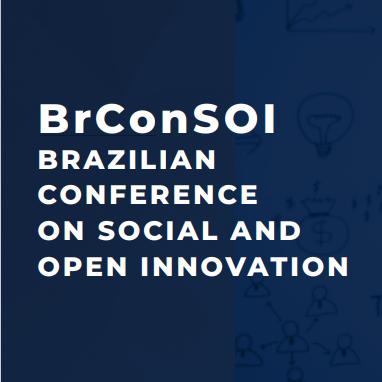 BrConSOI
BRAZILIAN
CONFERENCE
ON SOCIAL AND
OPEN INNOVATION